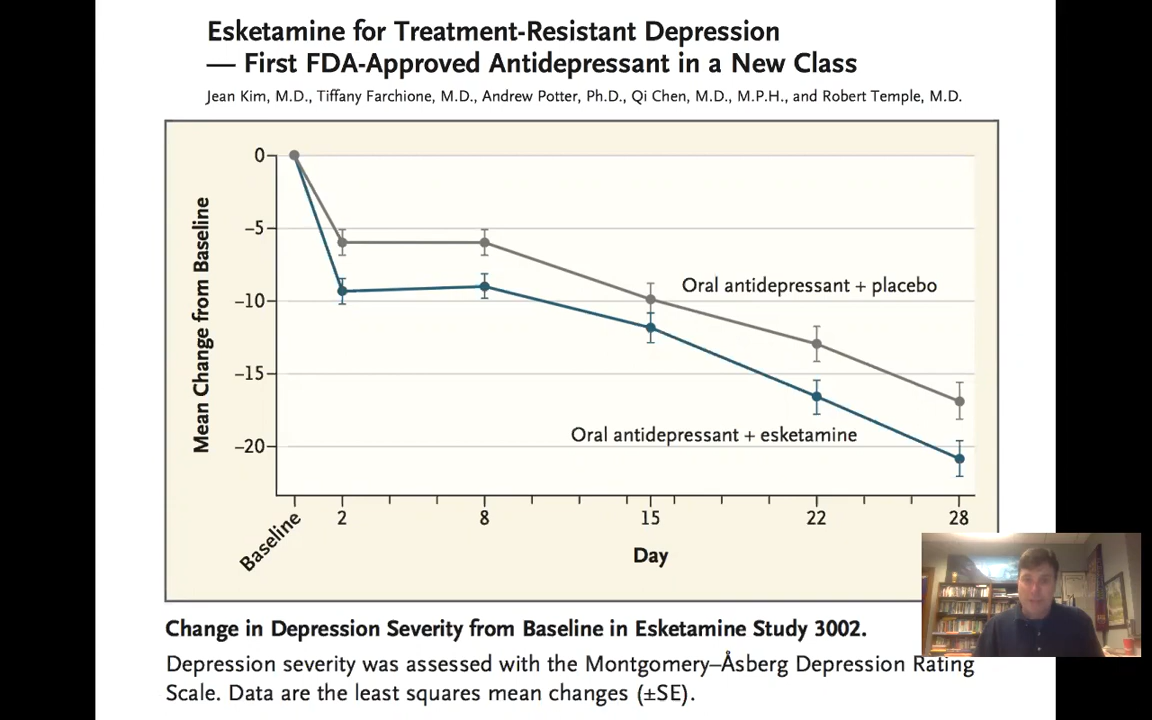 Esketamine for Treatment-Resistant Depression
— First FDA-Approved Antidepressant in a New Class
Jean Kim, M.D., Tiffany Farchione, M.D., Andrew Potter, Ph.D., Qi Chen, M.D., M.P.H., and Robert Temple, M.D.
Mean Change from Baseline
0
−5
−10
−15
−20
Oral antidepressant + placebo
Oral antidepressant + esketamine
Baseline
2
8
15
22
28
Day
Change in Depression Severity from Baseline in Esketamine Study 3002.
Depression severity was assessed with the Montgomery–Åsberg Depression Rating
Scale. Data are the least squares mean changes (±SE).